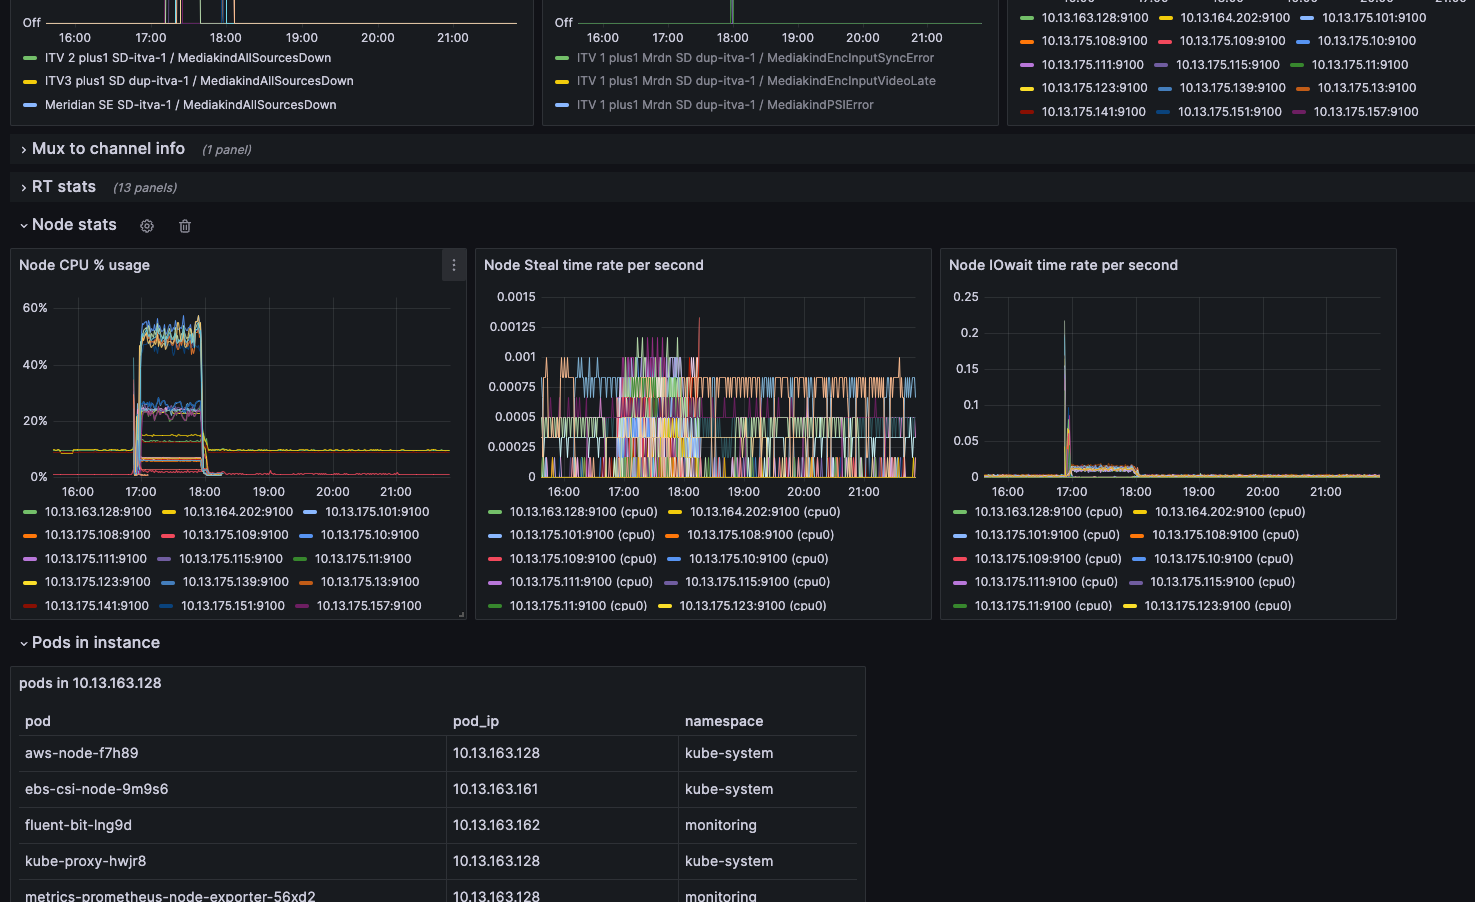 Off
16:00 17:00 18:00 19:00 20:00 21:00
ITV 2 plus1 SD-itva-1 / MediakindAllSourcesDown
ITV3 plus1 SD dup-itva-1 / MediakindAllSourcesDown
Meridian SE SD-itva-1 / MediakindAllSourcesDown
Off
16:00 17:00 18:00 19:00 20:00 21:00
ITV 1 plus1 Mrdn SD dup-itva-1 / MediakindEncInputSyncError
ITV 1 plus1 Mrdn SD dup-itva-1 / MediakindEncInputVideoLate
ITV 1 plus1 Mrdn SD dup-itva-1 / MediakindPSIError
16:00 17:00 18:00 19:00 20:00 21:00
10.13.163.128:9100 10.13.164.202:9100 10.13.175.101:9100
10.13.175.108:9100 10.13.175.109:9100 10.13.175.10:9100
10.13.175.111:9100 10.13.175.115:9100 10.13.175.11:9100
10.13.175.123:9100 10.13.175.139:9100 10.13.175.13:9100
10.13.175.141:9100 10.13.175.151:9100 10.13.175.157:9100
Mux to channel info (1 panel)
RT stats (13 panels)
Node stats
Node CPU % usage
60%
40%
20%
0%
16:00 17:00 18:00 19:00 20:00 21:00
10.13.163.128:9100 10.13.164.202:9100 10.13.175.101:9100
10.13.175.108:9100 10.13.175.109:9100 10.13.175.10:9100
10.13.175.111:9100 10.13.175.115:9100 10.13.175.11:9100
10.13.175.123:9100 10.13.175.139:9100 10.13.175.13:9100
10.13.175.141:9100 10.13.175.151:9100 10.13.175.157:9100
Node Steal time rate per second
0.0015
0.00125
0.001
0.00075
0.0005
0.00025
0
16:00 17:00 18:00 19:00 20:00 21:00
10.13.163.128:9100 (cpu0) 10.13.164.202:9100 (cpu0)
10.13.175.101:9100 (cpu0) 10.13.175.108:9100 (cpu0)
10.13.175.109:9100 (cpu0) 10.13.175.10:9100 (cpu0)
10.13.175.111:9100 (cpu0) 10.13.175.115:9100 (cpu0)
10.13.175.11:9100 (cpu0) 10.13.175.123:9100 (cpu0)
Node IOwait time rate per second
0.25
0.2
0.15
0.1
0.05
0
16:00 17:00 18:00 19:00 20:00 21:00
10.13.163.128:9100 (cpu0) 10.13.164.202:9100 (cpu0)
10.13.175.101:9100 (cpu0) 10.13.175.108:9100 (cpu0)
10.13.175.109:9100 (cpu0) 10.13.175.10:9100 (cpu0)
10.13.175.111:9100 (cpu0) 10.13.175.115:9100 (cpu0)
10.13.175.11:9100 (cpu0) 10.13.175.123:9100 (cpu0)
Pods in instance
pods in 10.13.163.128
pod pod_ip namespace
aws-node-f7h89 10.13.163.128 kube-system
ebs-csi-node-9m9s6 10.13.163.161 kube-system
fluent-bit-lng9d 10.13.163.162 monitoring
kube-proxy-hwjr8 10.13.163.128 kube-system
metrics-prometheus-node-exporter-56xd2 10.13.163.128 monitoring